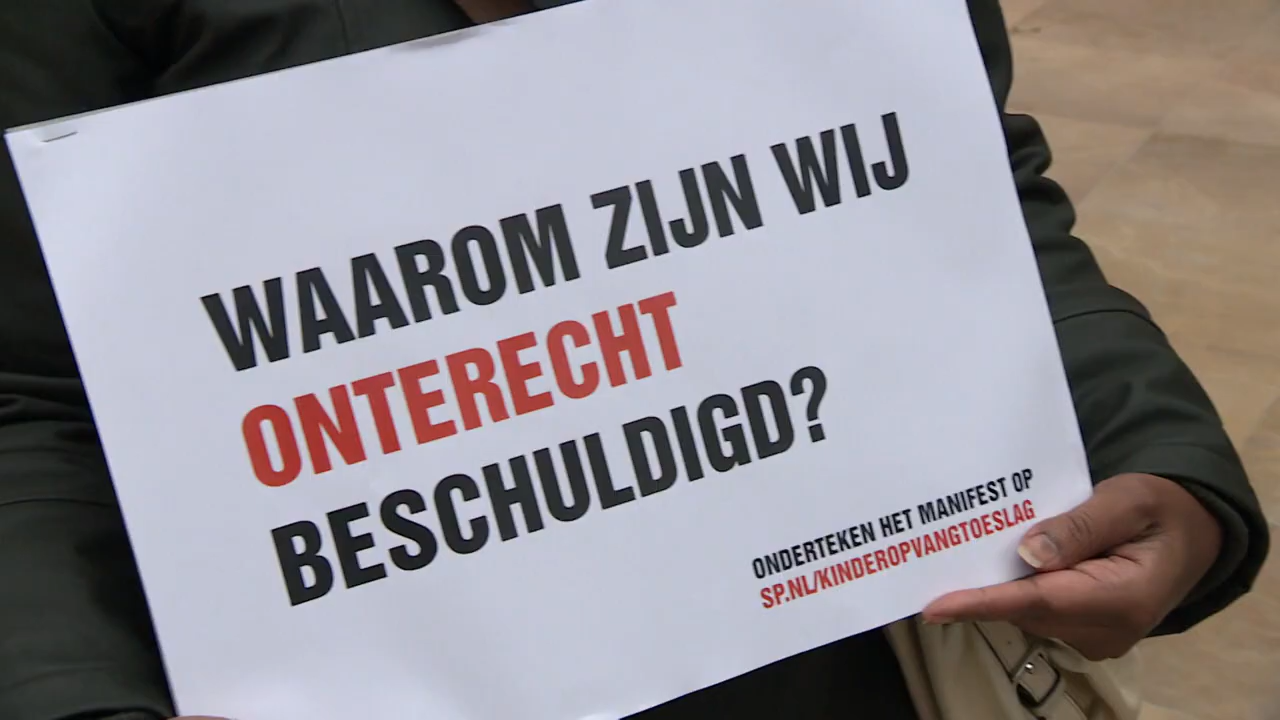 WAAROM ZIJN WIJ
ONTERECHT
BESCHULDIGD?
ONDERTEKEN HET MANIFEST OP
SP.NL/KINDEROPVANGTOESLAG